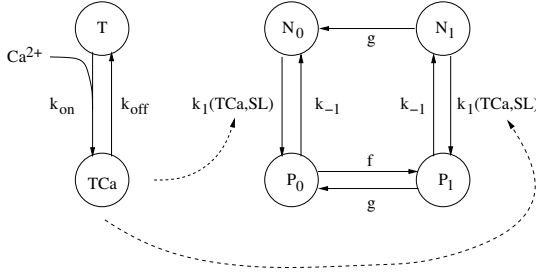 T
N0
N1
g
Ca2+
kon
koff
k1(TCa,SL)
k−1
k−1
k1(TCa,SL)
f
TCa
P0
P1
g